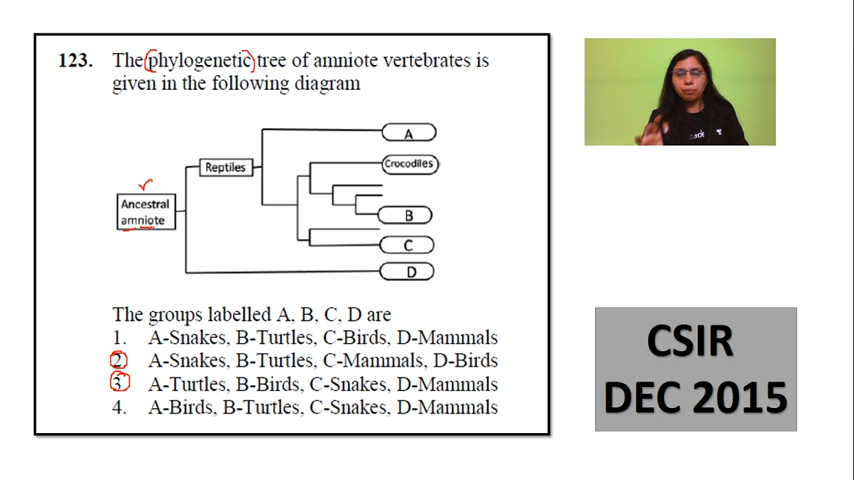 123. The phylogenetic tree of amniote vertebrates is
given in the following diagram
A
Reptiles
Crocodiles
Ancestral
amniote
B
C
D
The groups labelled A, B, C, D are
1. A-Snakes, B-Turtles, C-Birds, D-Mammals
2. A-Snakes, B-Turtles, C-Mammals, D-Birds
3. A-Turtles, B-Birds, C-Snakes, D-Mammals
4. A-Birds, B-Turtles, C-Snakes, D-Mammals
CSIR
DEC 2015